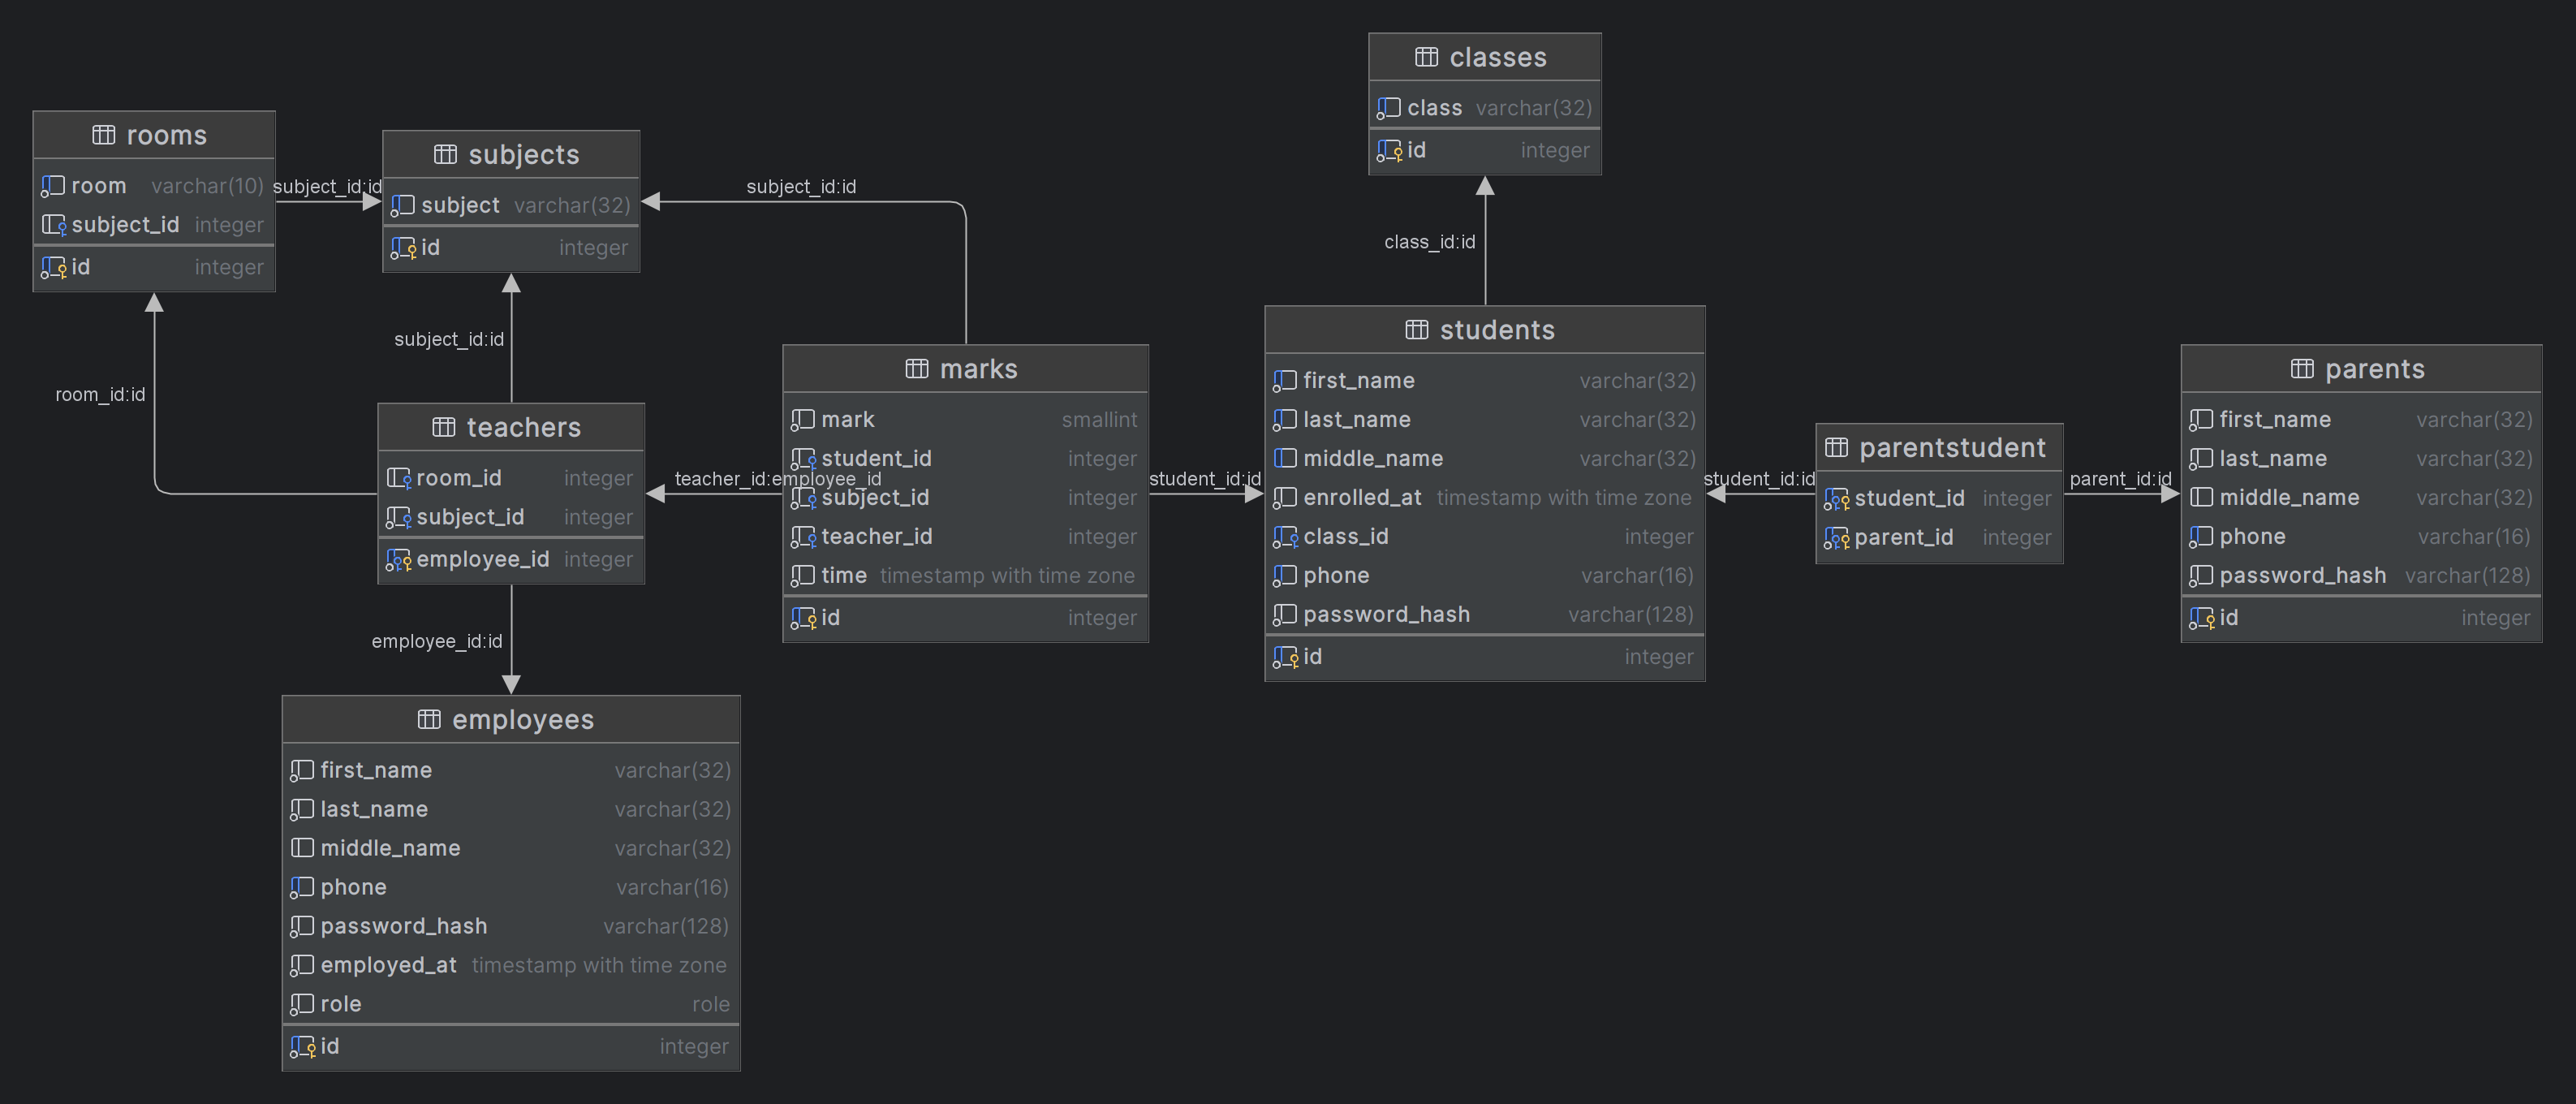 classes
class varchar(32)
id integer
rooms
room varchar(10)
subject_id integer
id integer
subject_id:id
subjects
subject varchar(32)
id integer
subject_id:id
class_id:id
subject_id:id
room_id:id
teachers
room_id integer
subject_id integer
employee_id integer
teacher_id:employee_id
marks
mark smallint
student_id integer
subject_id integer
teacher_id integer
time timestamp with time zone
id integer
student_id:id
students
first_name varchar(32)
last_name varchar(32)
middle_name varchar(32)
enrolled_at timestamp with time zone
class_id integer
phone varchar(16)
password_hash varchar(128)
id integer
student_id:id
parentstudent
student_id integer
parent_id integer
parent_id:id
parents
first_name varchar(32)
last_name varchar(32)
middle_name varchar(32)
phone varchar(16)
password_hash varchar(128)
id integer
employee_id:id
employees
first_name varchar(32)
last_name varchar(32)
middle_name varchar(32)
phone varchar(16)
password_hash varchar(128)
employed_at timestamp with time zone
role role
id integer